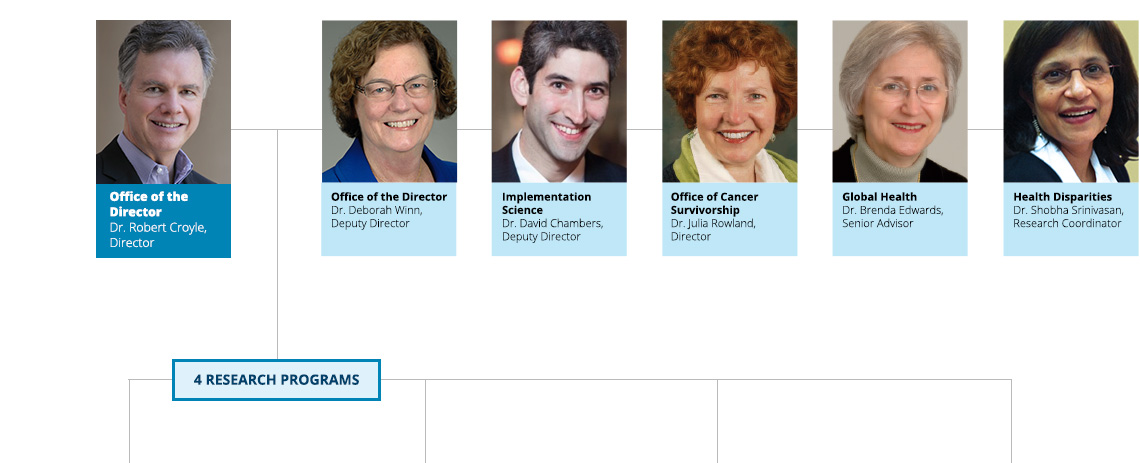 Office of the
Director
Dr. Robert Croyle,
Director
Office of the Director
Dr. Deborah Winn,
Deputy Director
Implementation
Science
Dr. David Chambers,
Deputy Director
Office of Cancer
Survivorship
Dr. Julia Rowland,
Director
Global Health
Dr. Brenda Edwards,
Senior Advisor
Health Disparities
Dr. Shobha Srinivasan,
Research Coordinator
4 RESEARCH PROGRAMS